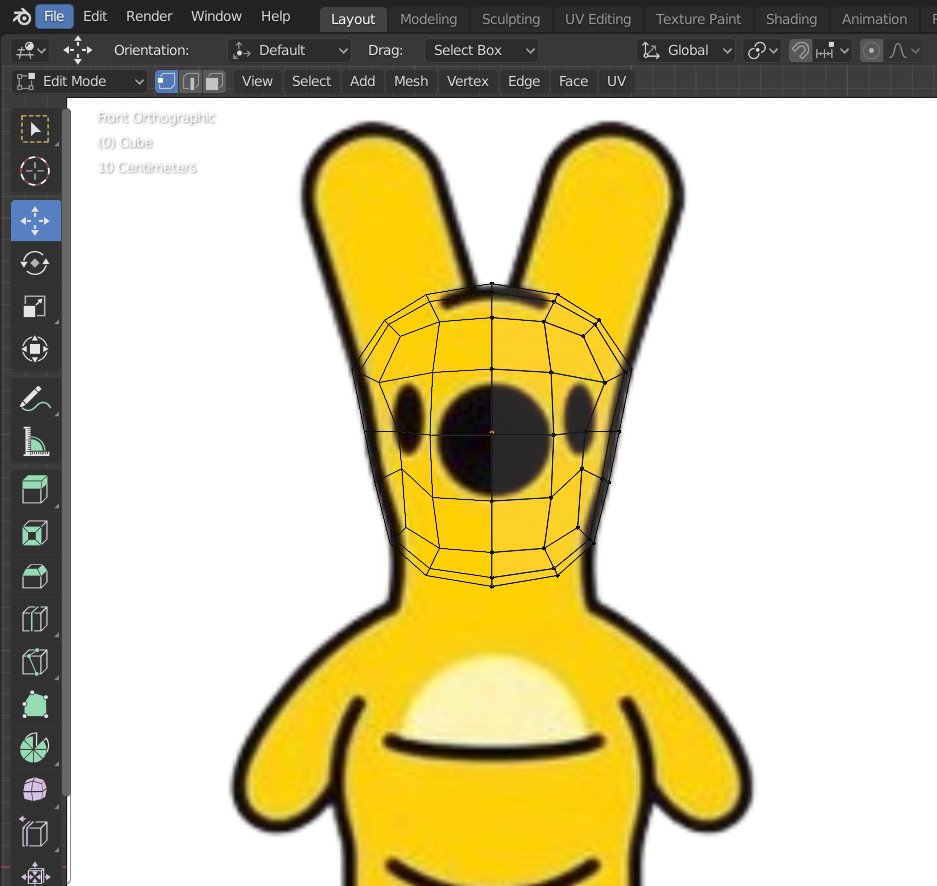 File Edit Render Window Help Layout Modeling Sculpting UV Editing Texture Paint Shading Animation
Orientation: Default Drag: Select Box Global
Edit Mode View Select Add Mesh Vertex Edge Face UV
Front Orthographic
(0) Cube
10 Centimeters